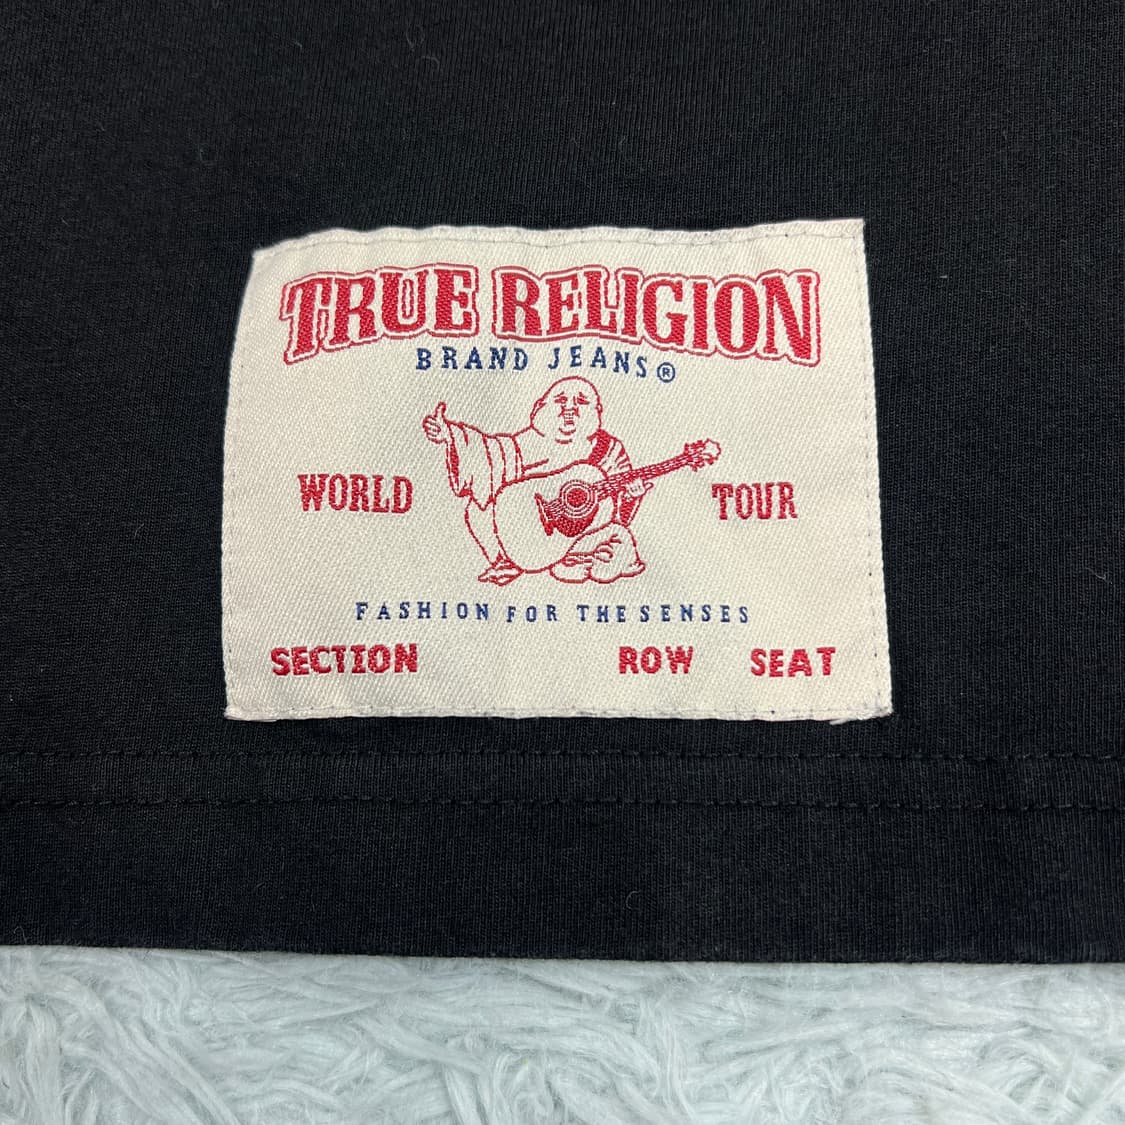 TRUE RELIGION
BRAND JEANS®
WORLD TOUR
FASHION FOR THE SENSES
SECTION ROW SEAT